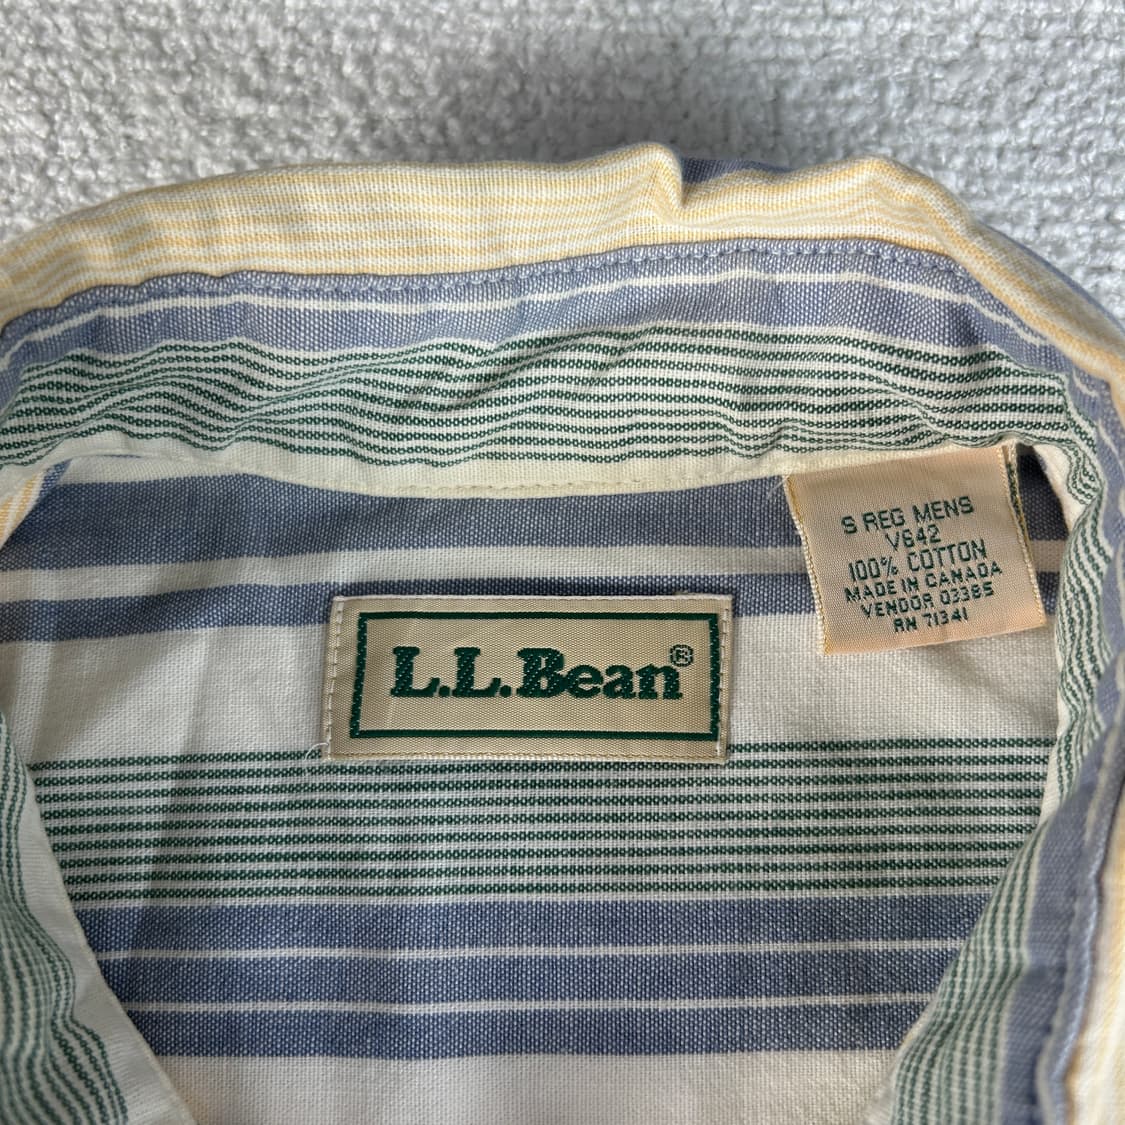 L.L.Bean®
S REG MENS
V642
100% COTTON
MADE IN CANADA
VENDOR 03385
RN 71341